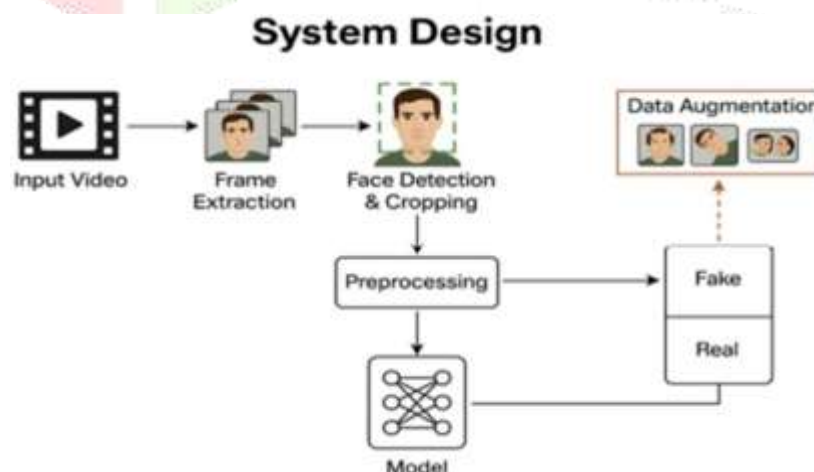 System Design
Input Video
Frame
Extraction
Face Detection
& Cropping
Data Augmentation
Preprocessing
Fake
Real
Model